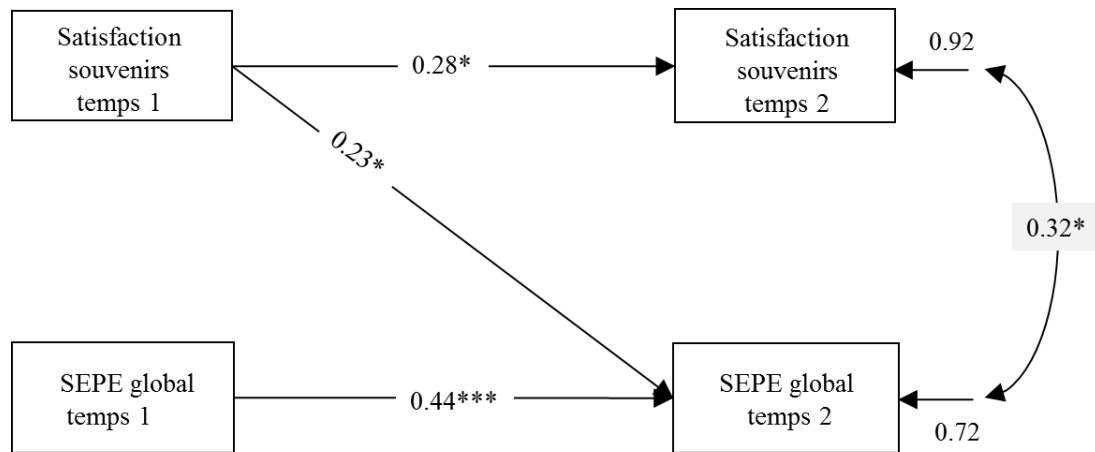 Satisfaction
souvenirs
temps 1
0.28*
Satisfaction
souvenirs
temps 2
0.92
0.23*
0.32*
SEPE global
temps 1
0.44***
SEPE global
temps 2
0.72